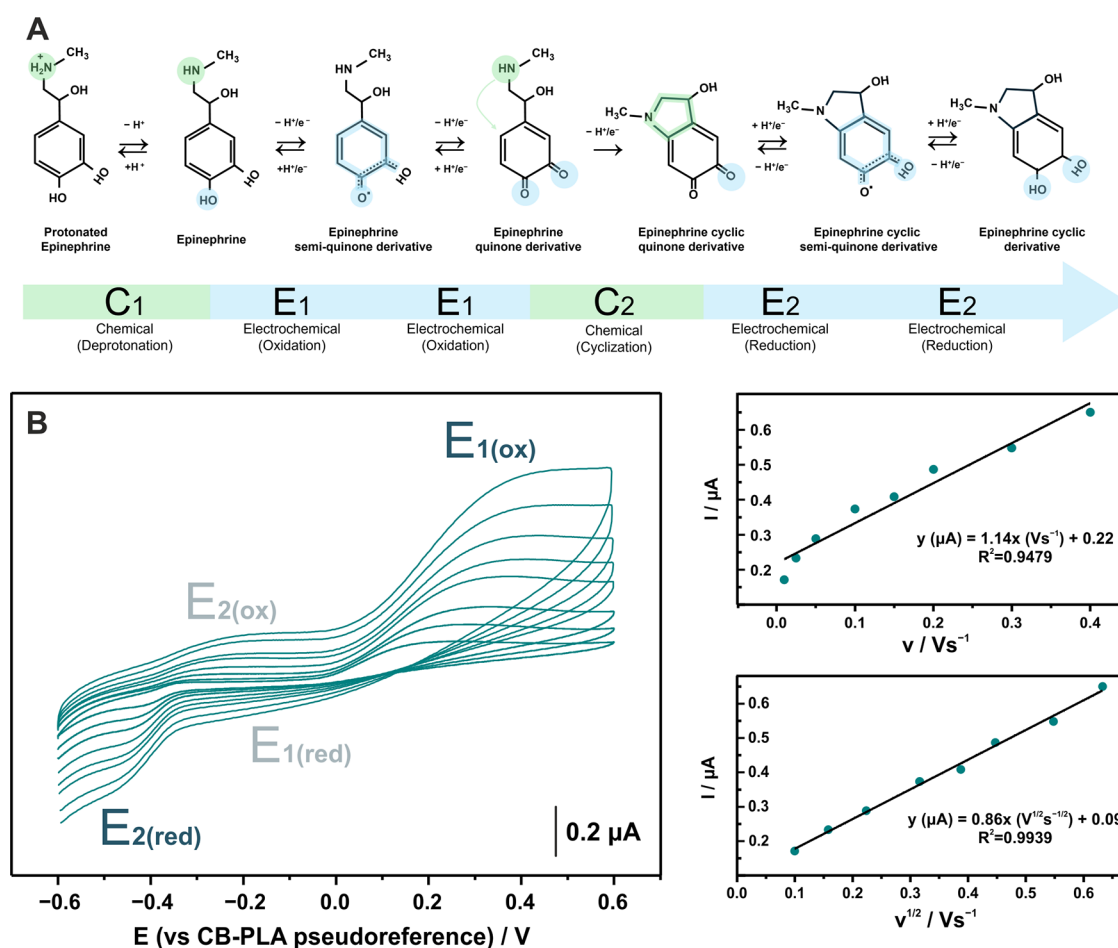 A
H₂N⁺
CH₃
OH
HO
HO
− H⁺
+H⁺
HN
CH₃
OH
HO
HO
− H⁺/e⁻
+H⁺/e⁻
HN
CH₃
OH
HO
O•
− H⁺/e⁻
+ H⁺/e⁻
HN
CH₃
OH
O
O
− H⁺/e⁻
OH
H₃C
N
O
O
+ H⁺/e⁻
− H⁺/e⁻
OH
H₃C
N
HO
O•
+ H⁺/e⁻
− H⁺/e⁻
OH
H₃C
N
HO
HO
Protonated
Epinephrine
Epinephrine
Epinephrine
semi-quinone derivative
Epinephrine
quinone derivative
Epinephrine cyclic
quinone derivative
Epinephrine cyclic
semi-quinone derivative
Epinephrine cyclic
derivative
C1 E1 E1 C2 E2 E2
Chemical
(Deprotonation)
Electrochemical
(Oxidation)
Electrochemical
(Oxidation)
Chemical
(Cyclization)
Electrochemical
(Reduction)
Electrochemical
(Reduction)
B
E1(ox)
E2(ox)
E1(red)
E2(red)
0.2 µA
−0.6 −0.4 −0.2 0.0 0.2 0.4 0.6
E (vs CB-PLA pseudoreference) / V
0.6
0.5
0.4
0.3
0.2
I / µA
y (µA) = 1.14x (Vs⁻¹) + 0.22
R²=0.9479
0.0 0.1 0.2 0.3 0.4
v / Vs⁻¹
0.6
0.5
0.4
0.3
0.2
I / µA
y (µA) = 0.86x (V¹ᐟ²s⁻¹ᐟ²) + 0.09
R²=0.9939
0.0 0.1 0.2 0.3 0.4 0.5 0.6
v¹ᐟ² / Vs⁻¹